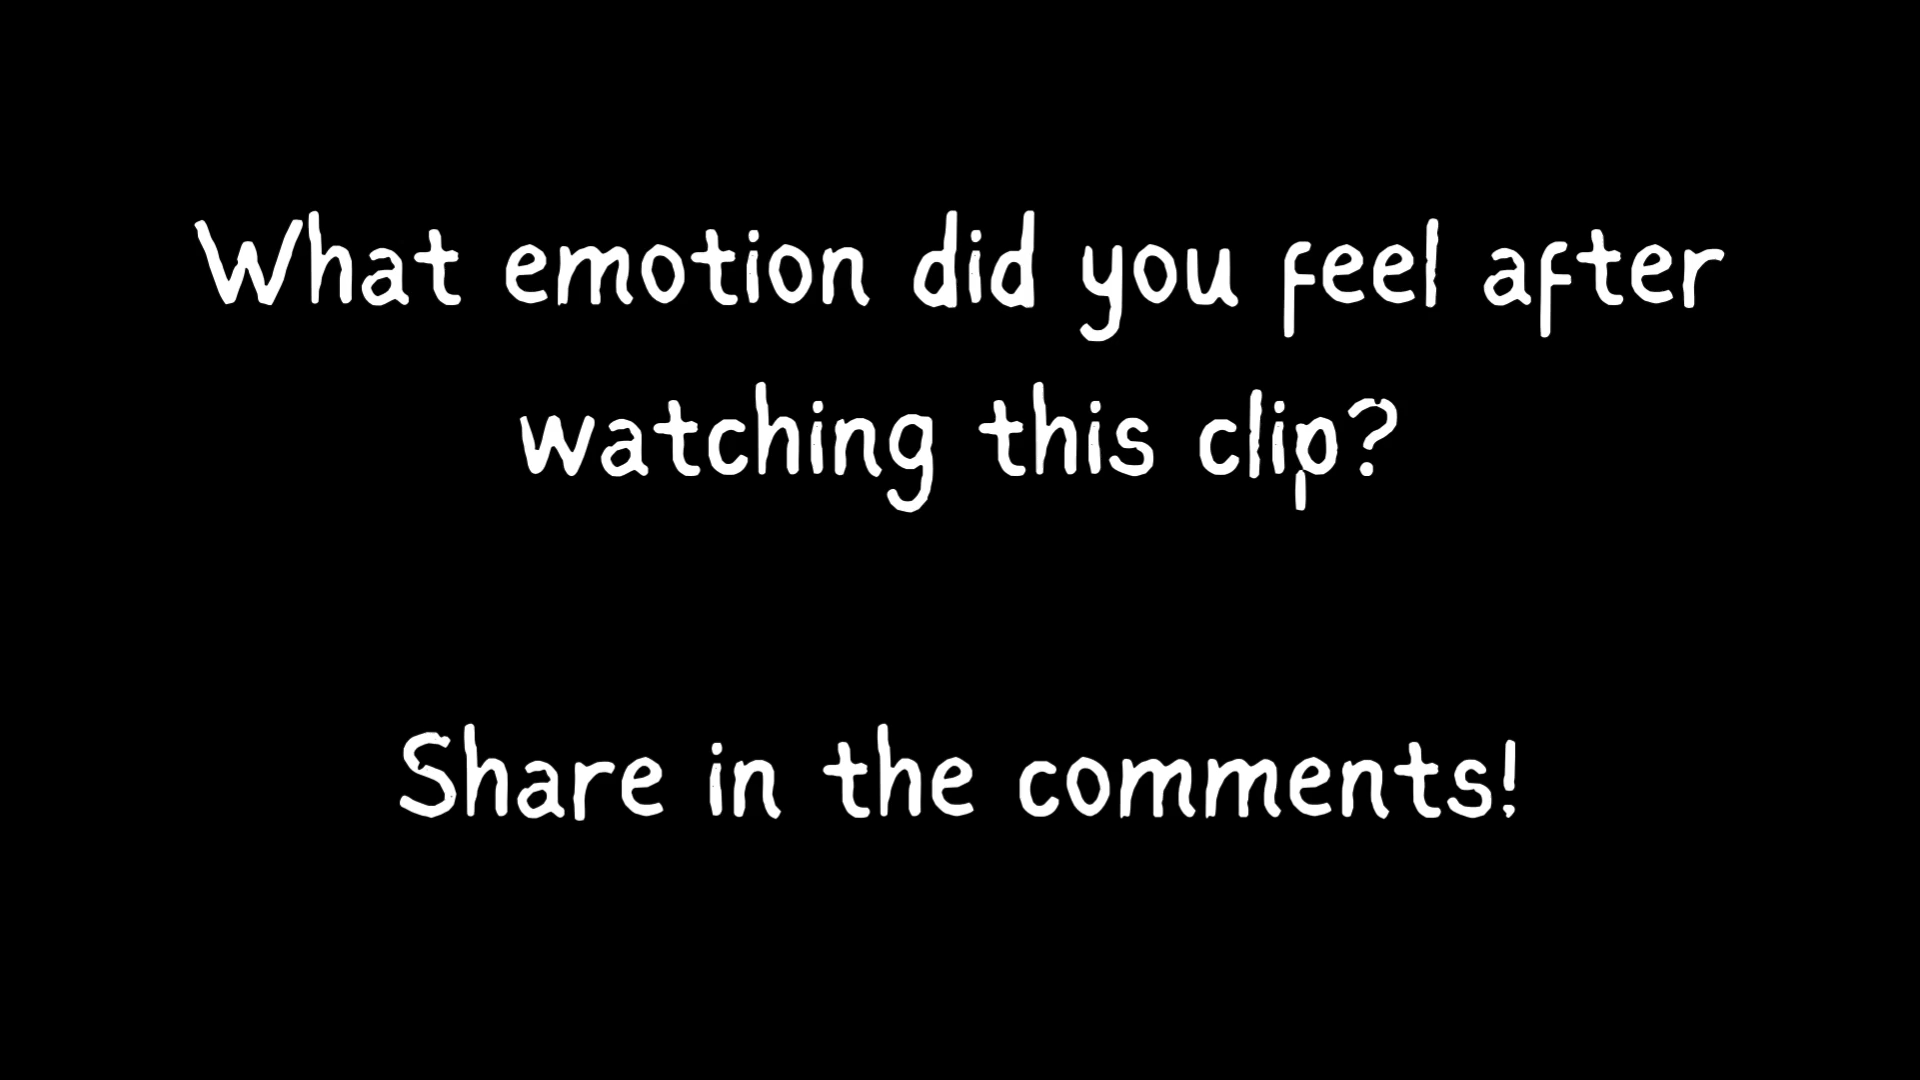 What emotion did you feel after
watching this clip?
Share in the comments!